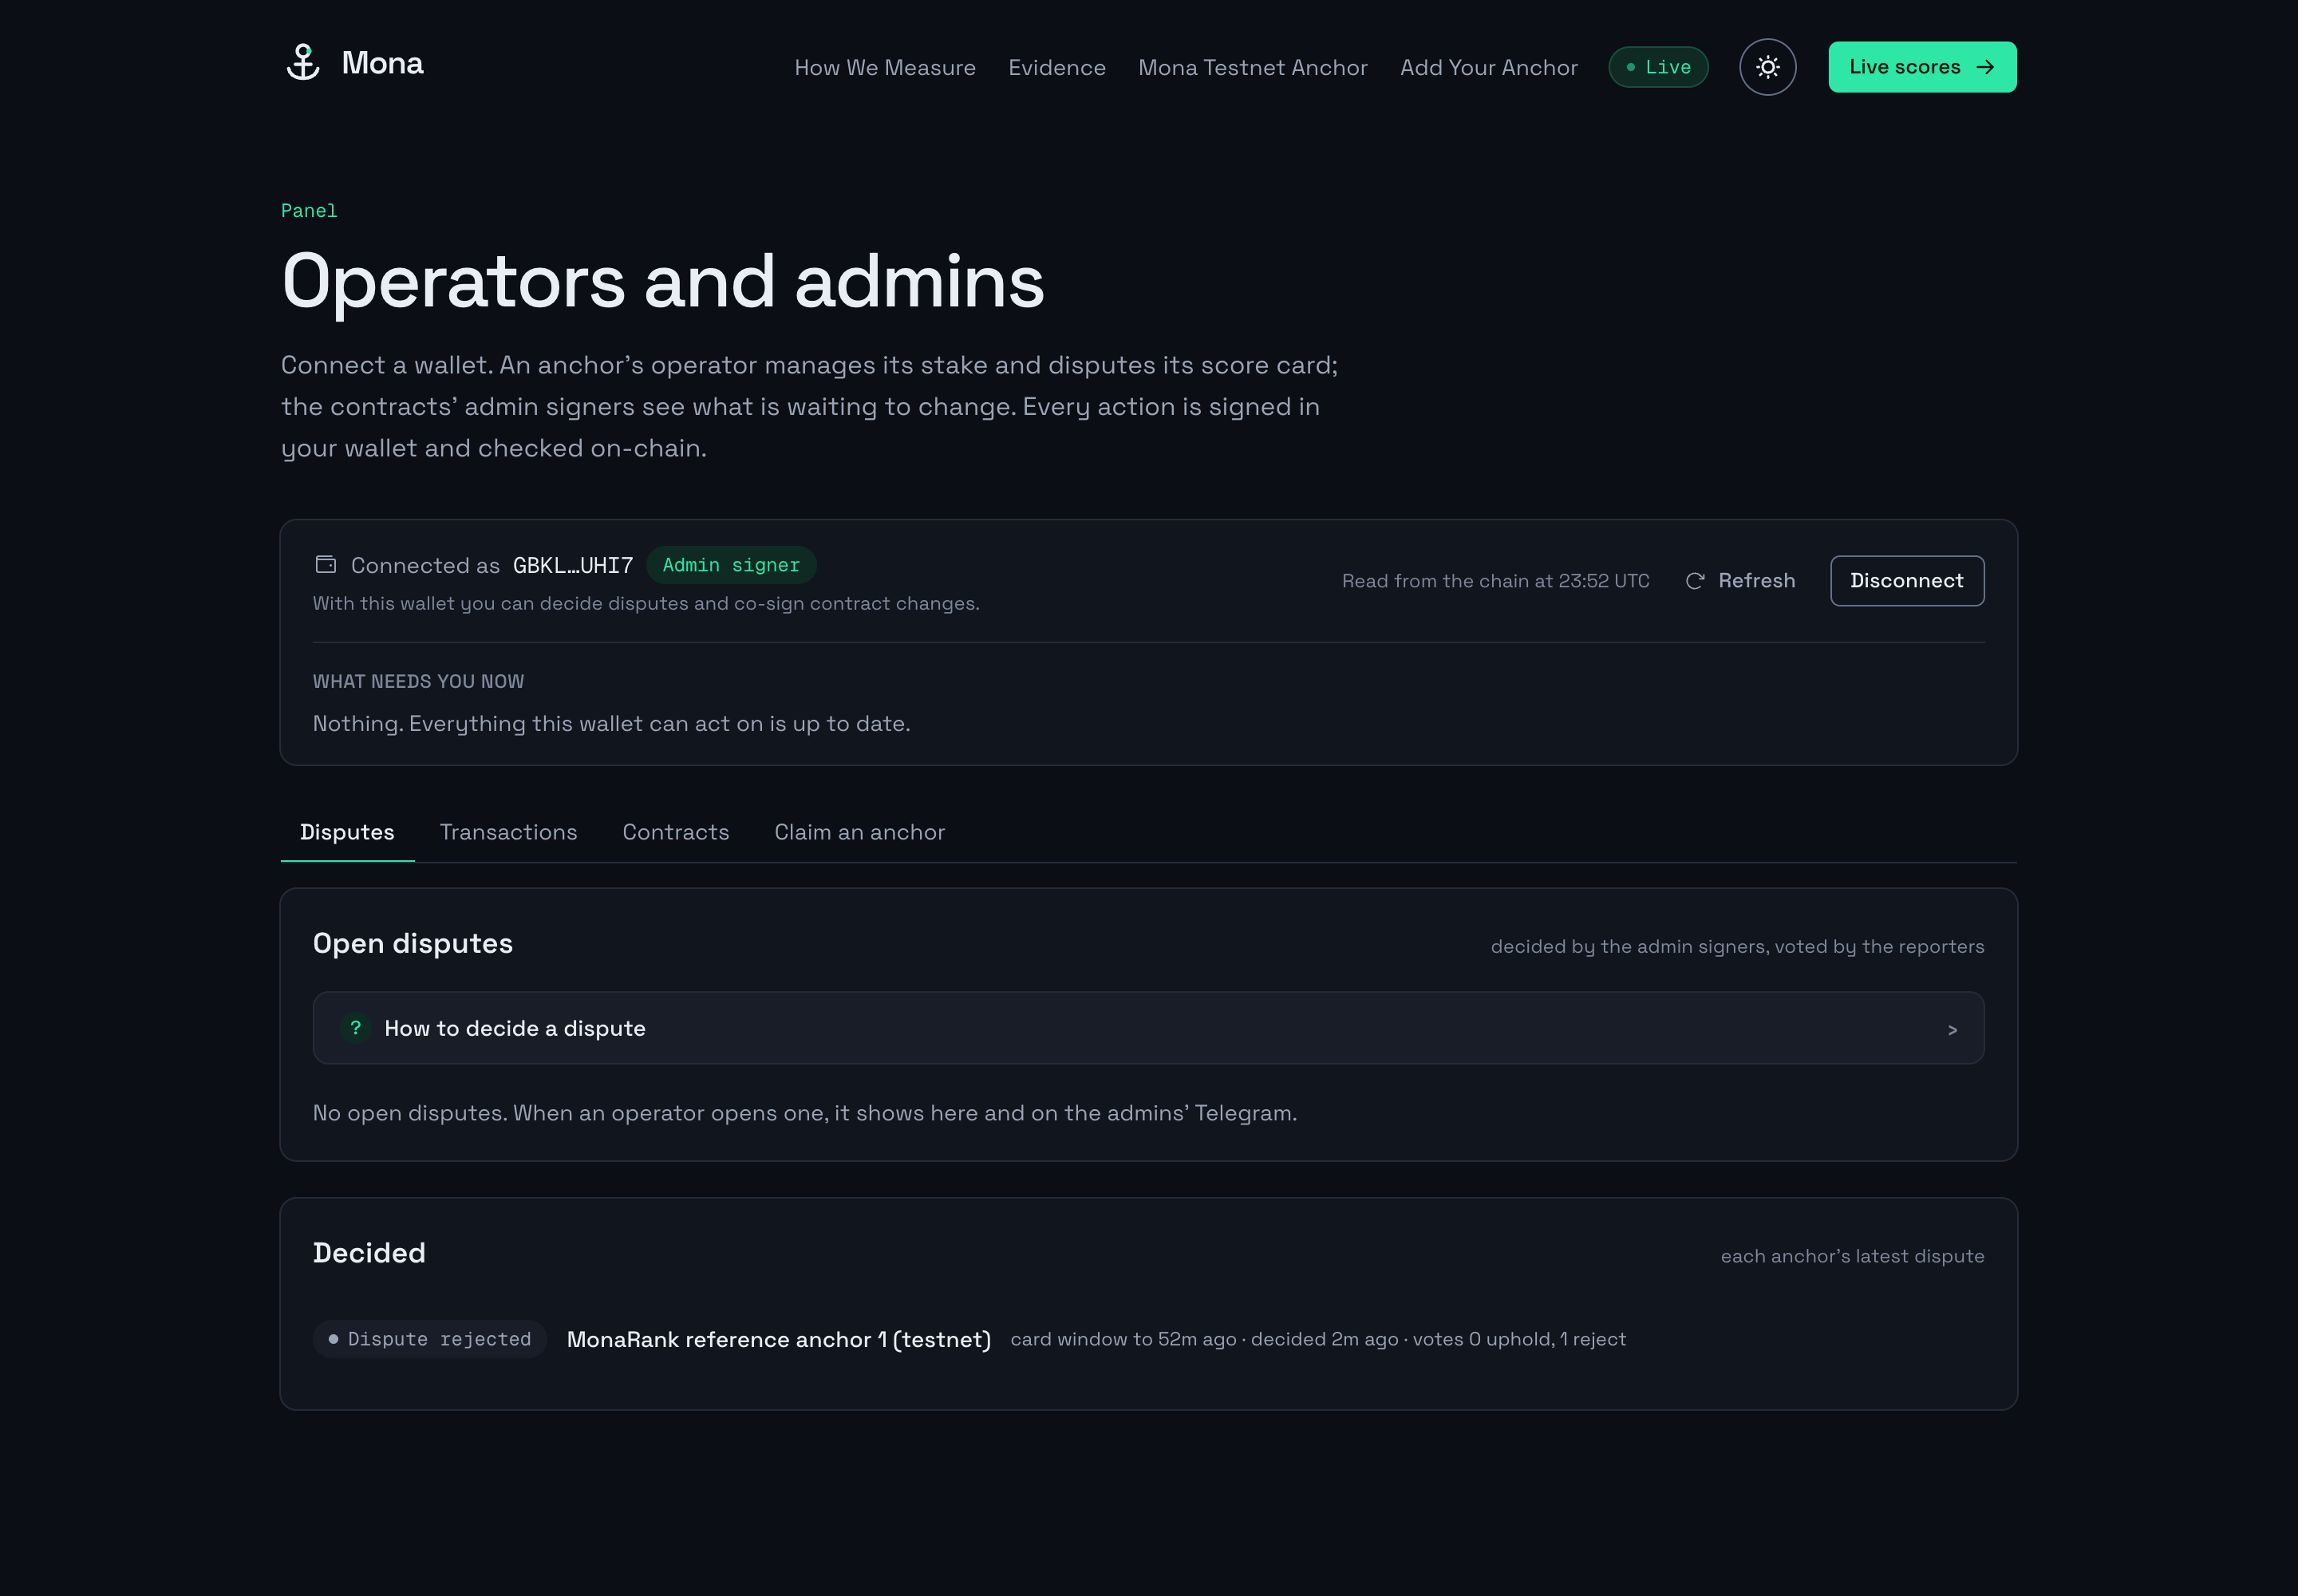 Mona
How We Measure
Evidence
Mona Testnet Anchor
Add Your Anchor
Live
Live scores →
Panel
Operators and admins
Connect a wallet. An anchor’s operator manages its stake and disputes its score card;
the contracts’ admin signers see what is waiting to change. Every action is signed in
your wallet and checked on-chain.
Connected as GBKL…UHI7 Admin signer
With this wallet you can decide disputes and co-sign contract changes.
Read from the chain at 23:52 UTC
Refresh
Disconnect
WHAT NEEDS YOU NOW
Nothing. Everything this wallet can act on is up to date.
Disputes
Transactions
Contracts
Claim an anchor
Open disputes
decided by the admin signers, voted by the reporters
? How to decide a dispute >
No open disputes. When an operator opens one, it shows here and on the admins’ Telegram.
Decided
each anchor’s latest dispute
Dispute rejected
MonaRank reference anchor 1 (testnet)
card window to 52m ago · decided 2m ago · votes 0 uphold, 1 reject